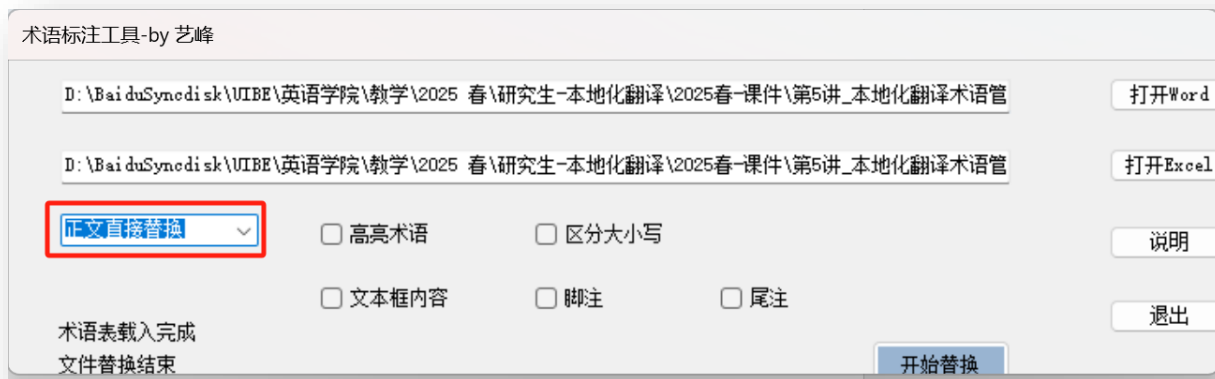 术语标注工具-by 艺峰
D:\BaiduSyncdisk\UIBE\英语学院\教学\2025 春\研究生-本地化翻译\2025春-课件\第5讲_本地化翻译术语管
打开Word
D:\BaiduSyncdisk\UIBE\英语学院\教学\2025 春\研究生-本地化翻译\2025春-课件\第5讲_本地化翻译术语管
打开Excel
正文直接替换
高亮术语
区分大小写
说明
文本框内容
脚注
尾注
退出
术语表载入完成
文件替换结束
开始替换